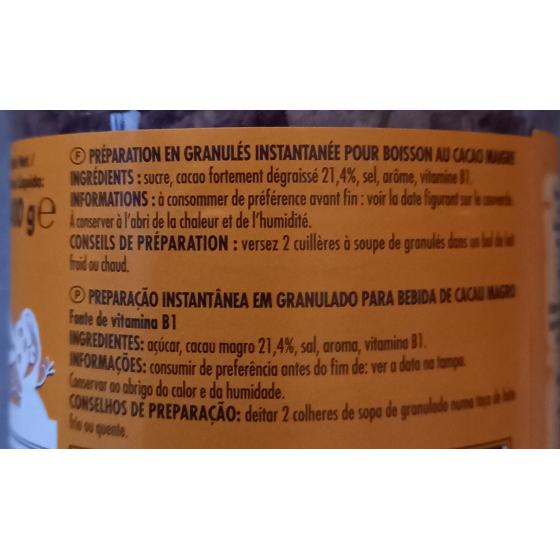 Ⓕ PRÉPARATION EN GRANULÉS INSTANTANÉE POUR BOISSON AU CACAO MAIGRE
INGRÉDIENTS : sucre, cacao fortement dégraissé 21,4%, sel, arôme, vitamine B1.
INFORMATIONS : à consommer de préférence avant fin : voir la date figurant sur le couvercle.
A conserver à l'abri de la chaleur et de l'humidité.
CONSEILS DE PRÉPARATION : versez 2 cuillères à soupe de granulés dans un bol de lait
froid ou chaud.
Ⓟ PREPARAÇÃO INSTANTÂNEA EM GRANULADO PARA BEBIDA DE CACAU MAGRO
Fonte de vitamina B1
INGREDIENTES: açúcar, cacau magro 21,4%, sal, aroma, vitamina B1.
INFORMAÇÕES: consumir de preferência antes do fim de: ver a data na tampa.
Conservar ao abrigo do calor e da humidade.
CONSELHOS DE PREPARAÇÃO: deitar 2 colheres de sopa de granulado numa taça de leite
frio ou quente.
g℮